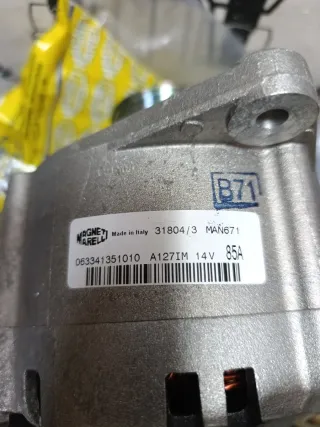 B71
MAGNETI MARELLI Made in Italy 31804/3 MAN671
063341351010 A127IM 14V 85A